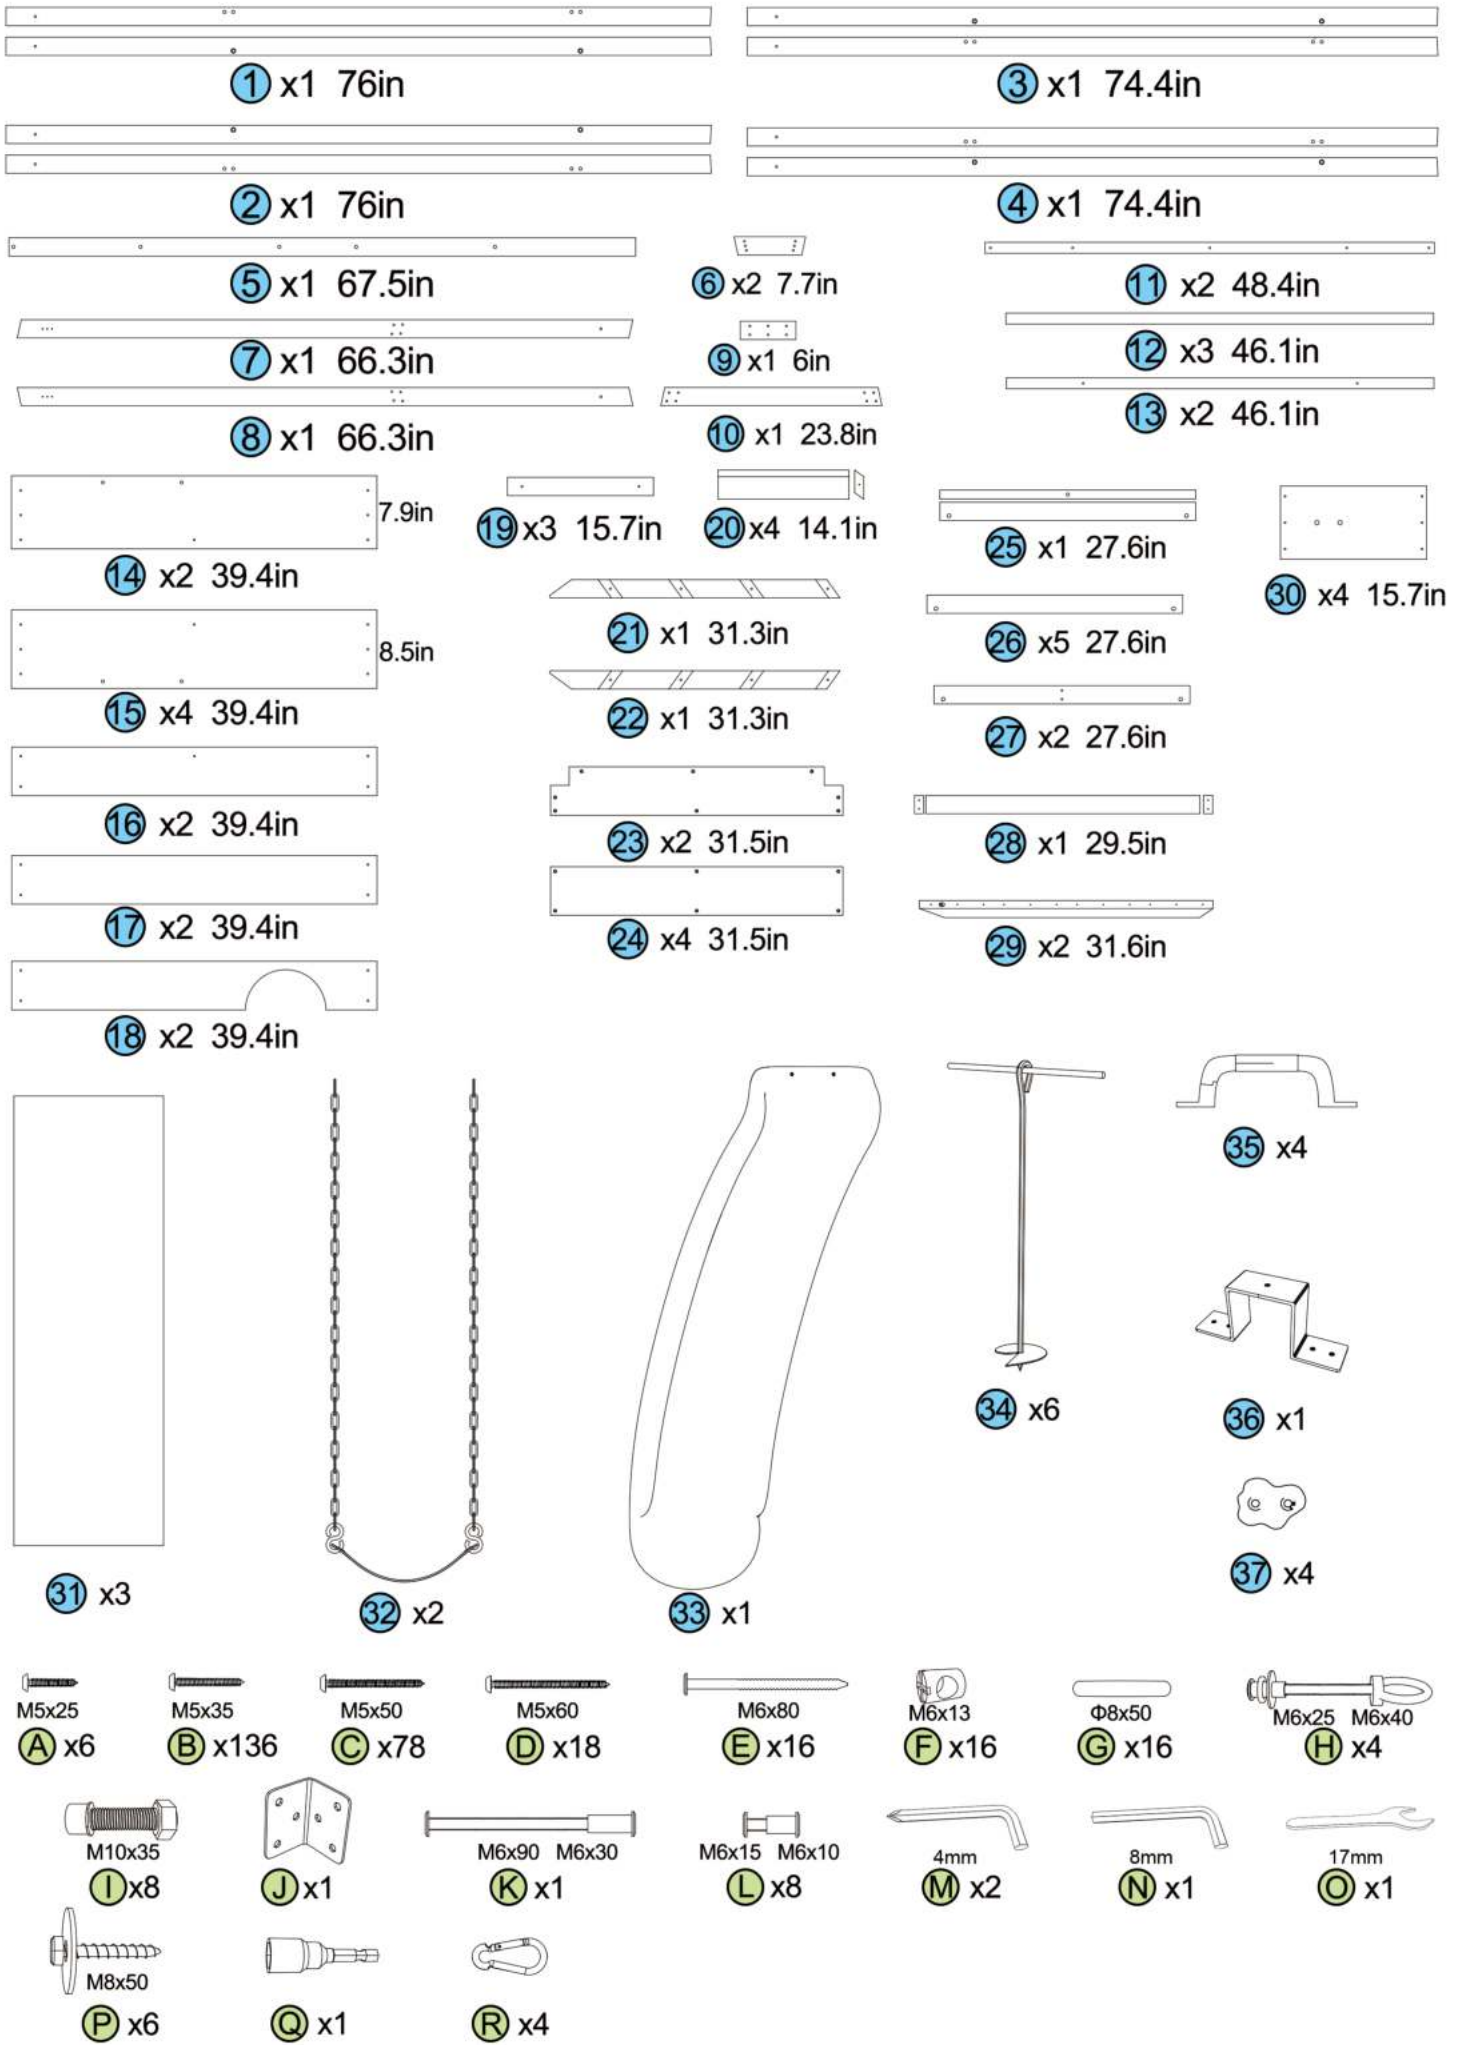 1 x1 76in
3 x1 74.4in
2 x1 76in
4 x1 74.4in
5 x1 67.5in
6 x2 7.7in
11 x2 48.4in
7 x1 66.3in
9 x1 6in
12 x3 46.1in
8 x1 66.3in
10 x1 23.8in
13 x2 46.1in
7.9in
14 x2 39.4in
19 x3 15.7in
20 x4 14.1in
25 x1 27.6in
30 x4 15.7in
8.5in
15 x4 39.4in
21 x1 31.3in
26 x5 27.6in
22 x1 31.3in
27 x2 27.6in
16 x2 39.4in
23 x2 31.5in
28 x1 29.5in
17 x2 39.4in
24 x4 31.5in
29 x2 31.6in
18 x2 39.4in
35 x4
34 x6
36 x1
37 x4
31 x3
32 x2
33 x1
M5x25
A x6
M5x35
B x136
M5x50
C x78
M5x60
D x18
M6x80
E x16
M6x13
F x16
Φ8x50
G x16
M6x25 M6x40
H x4
M10x35
I x8
J x1
M6x90 M6x30
K x1
M6x15 M6x10
L x8
4mm
M x2
8mm
N x1
17mm
O x1
M8x50
P x6
Q x1
R x4